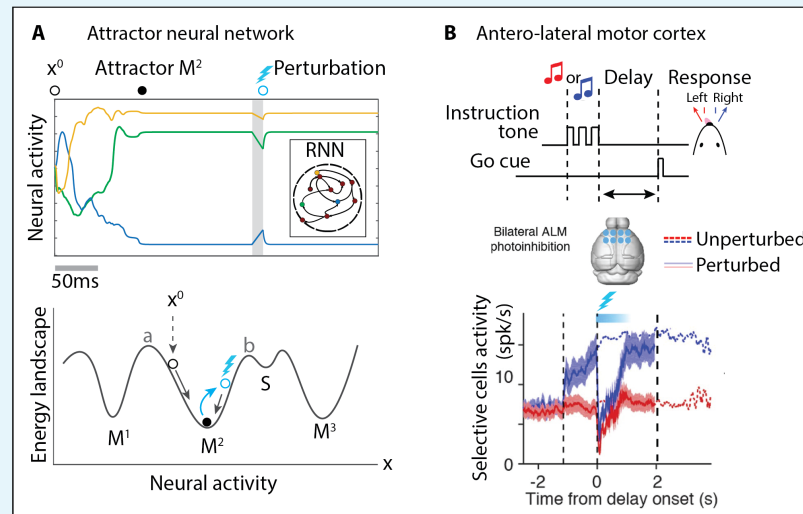 A Attractor neural network
x⁰ Attractor M² Perturbation
Neural activity
RNN
50ms
x⁰
a
b
S
M¹
M²
M³
Energy landscape
x
Neural activity
B Antero-lateral motor cortex
or
Delay
Response
Left Right
Instruction
tone
Go cue
Bilateral ALM
photoinhibition
Unperturbed
Perturbed
Selective cells activity
(spk/s)
10
0
-2 0 2
Time from delay onset (s)